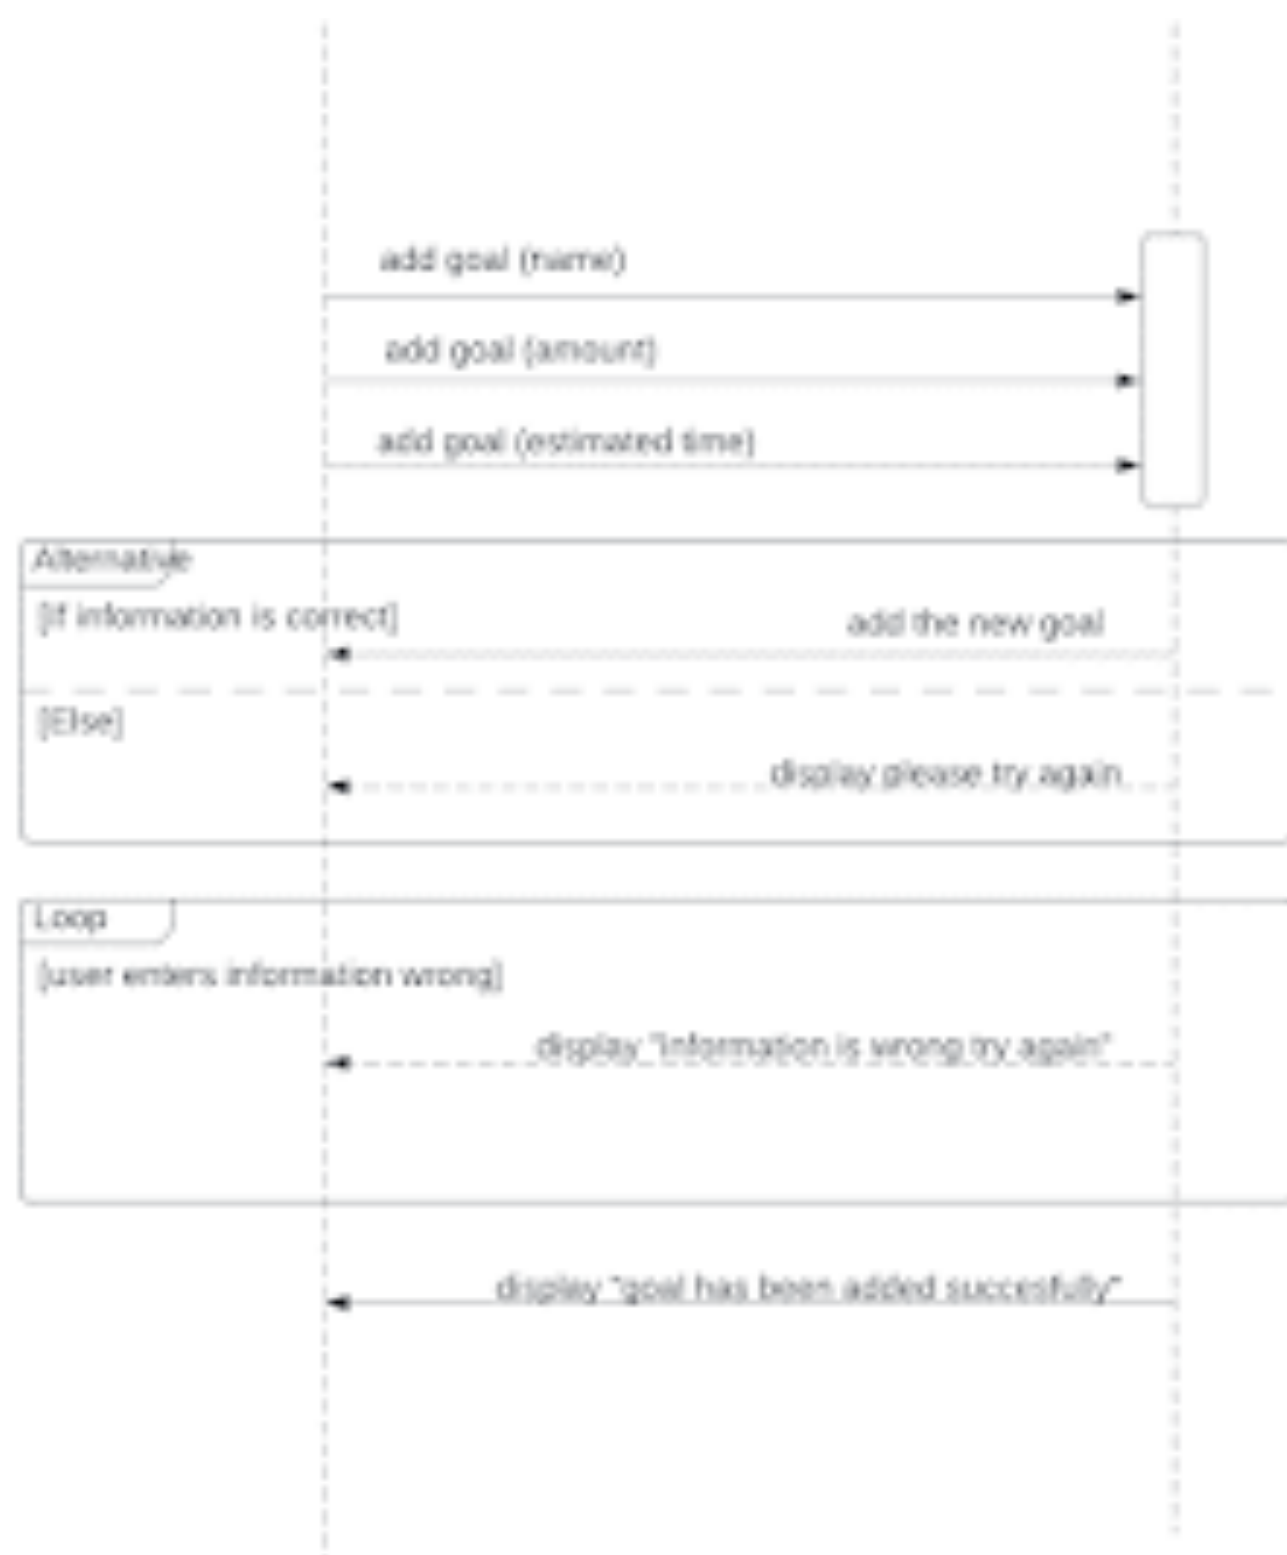 add goal (name)
add goal (amount)
add goal (estimated time)
Alternative
[If information is correct]
add the new goal
[Else]
display please try again
Loop
[user enters information wrong]
display "Information is wrong try again"
display "goal has been added succesfully"